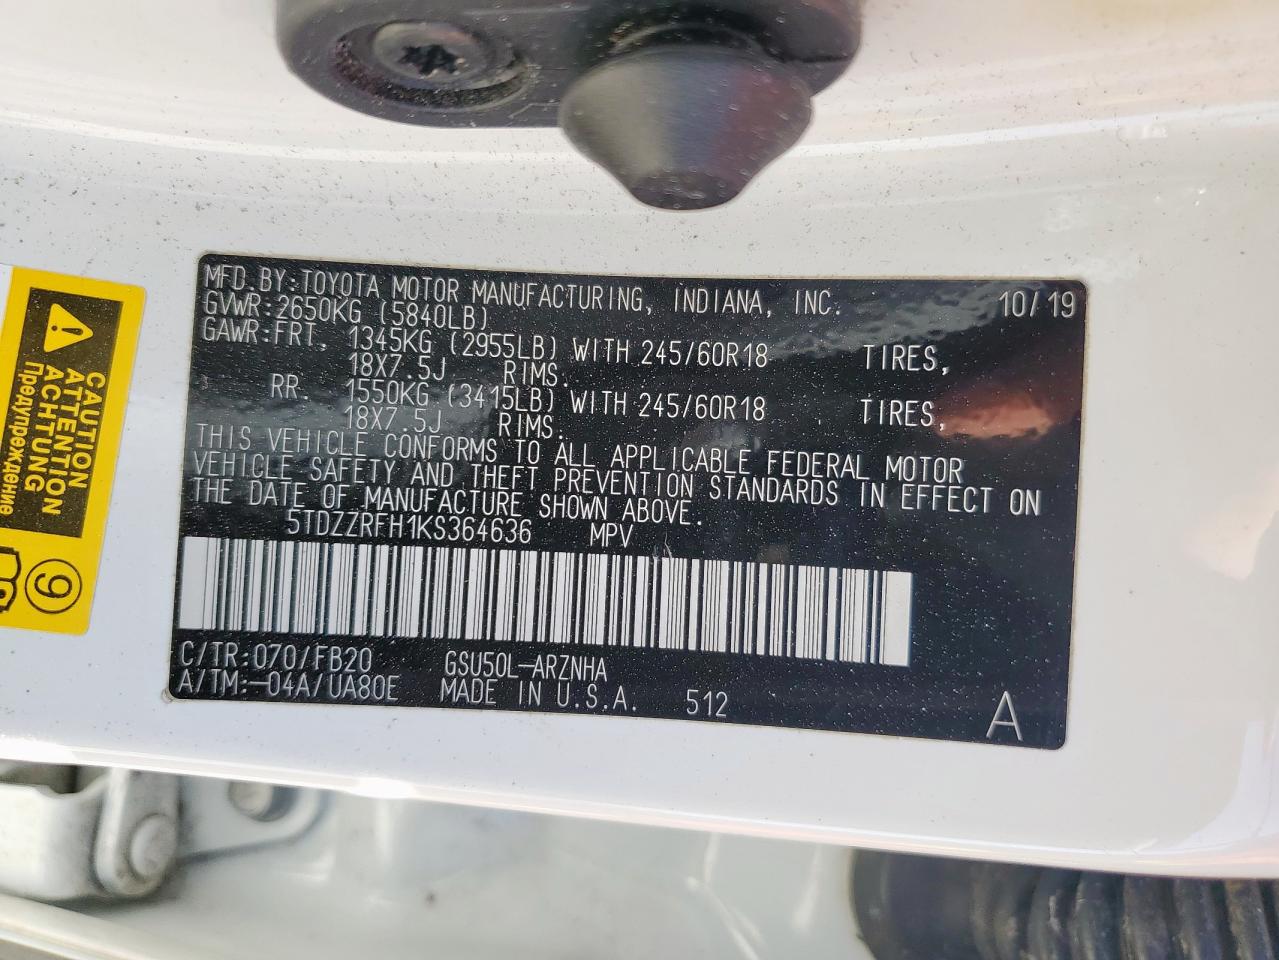 MFD.BY:TOYOTA MOTOR MANUFACTURING, INDIANA, INC. 10/19
GVWR:2650KG (5840LB)
GAWR:FRT. 1345KG (2955LB) WITH 245/60R18 TIRES,
18X7.5J RIMS.
RR. 1550KG (3415LB) WITH 245/60R18 TIRES,
18X7.5J RIMS.
THIS VEHICLE CONFORMS TO ALL APPLICABLE FEDERAL MOTOR
VEHICLE SAFETY AND THEFT PREVENTION STANDARDS IN EFFECT ON
THE DATE OF MANUFACTURE SHOWN ABOVE.
5TDZZRFH1KS364636 MPV
C/TR:070/FB20 GSU50L-ARZNHA
A/TM:-04A/UA80E MADE IN U.S.A. 512 A
CAUTION
ATTENTION
ACHTUNG
Предупреждение
9